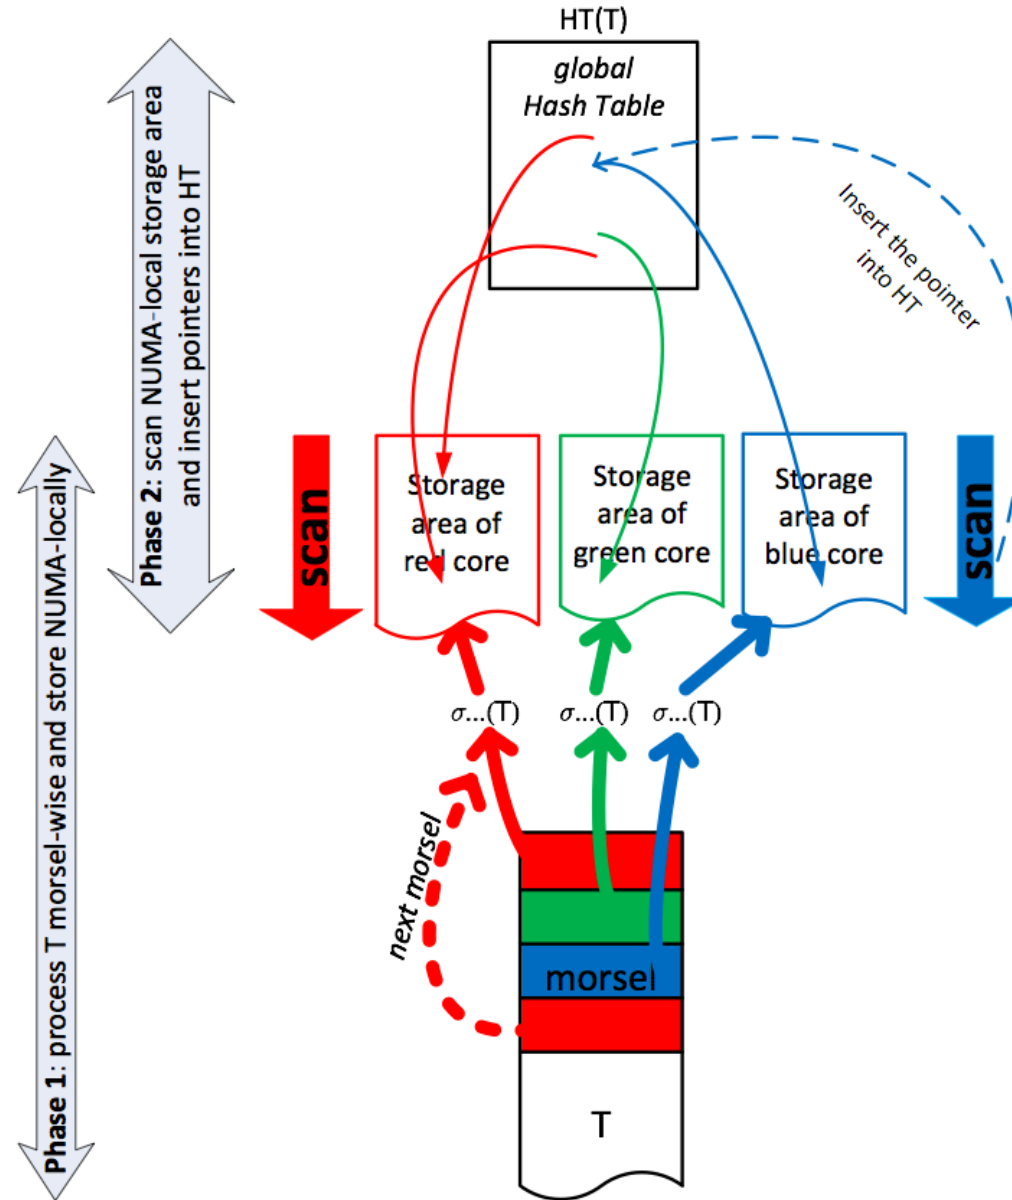 HT(T)
global
Hash Table
Phase 2: scan NUMA-local storage area
and insert pointers into HT
Insert the pointer
into HT
Phase 1: process T morsel-wise and store NUMA-locally
scan
Storage
area of
red core
Storage
area of
green core
Storage
area of
blue core
scan
σ...(T)
σ...(T)
σ...(T)
next morsel
morsel
T